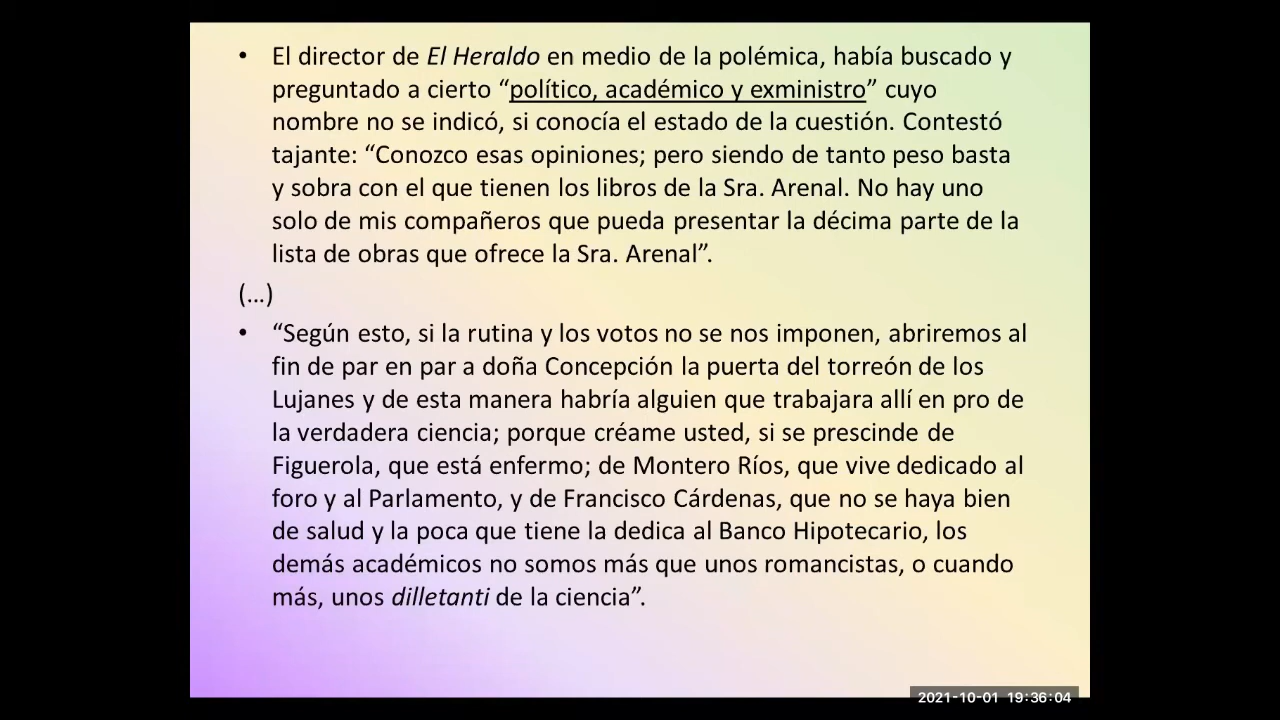 • El director de El Heraldo en medio de la polémica, había buscado y
preguntado a cierto “político, académico y exministro” cuyo
nombre no se indicó, si conocía el estado de la cuestión. Contestó
tajante: “Conozco esas opiniones; pero siendo de tanto peso basta
y sobra con el que tienen los libros de la Sra. Arenal. No hay uno
solo de mis compañeros que pueda presentar la décima parte de la
lista de obras que ofrece la Sra. Arenal”.
(…)
• “Según esto, si la rutina y los votos no se nos imponen, abriremos al
fin de par en par a doña Concepción la puerta del torreón de los
Lujanes y de esta manera habría alguien que trabajara allí en pro de
la verdadera ciencia; porque créame usted, si se prescinde de
Figuerola, que está enfermo; de Montero Ríos, que vive dedicado al
foro y al Parlamento, y de Francisco Cárdenas, que no se haya bien
de salud y la poca que tiene la dedica al Banco Hipotecario, los
demás académicos no somos más que unos romancistas, o cuando
más, unos dilletanti de la ciencia”.
2021-10-01 19:36:04